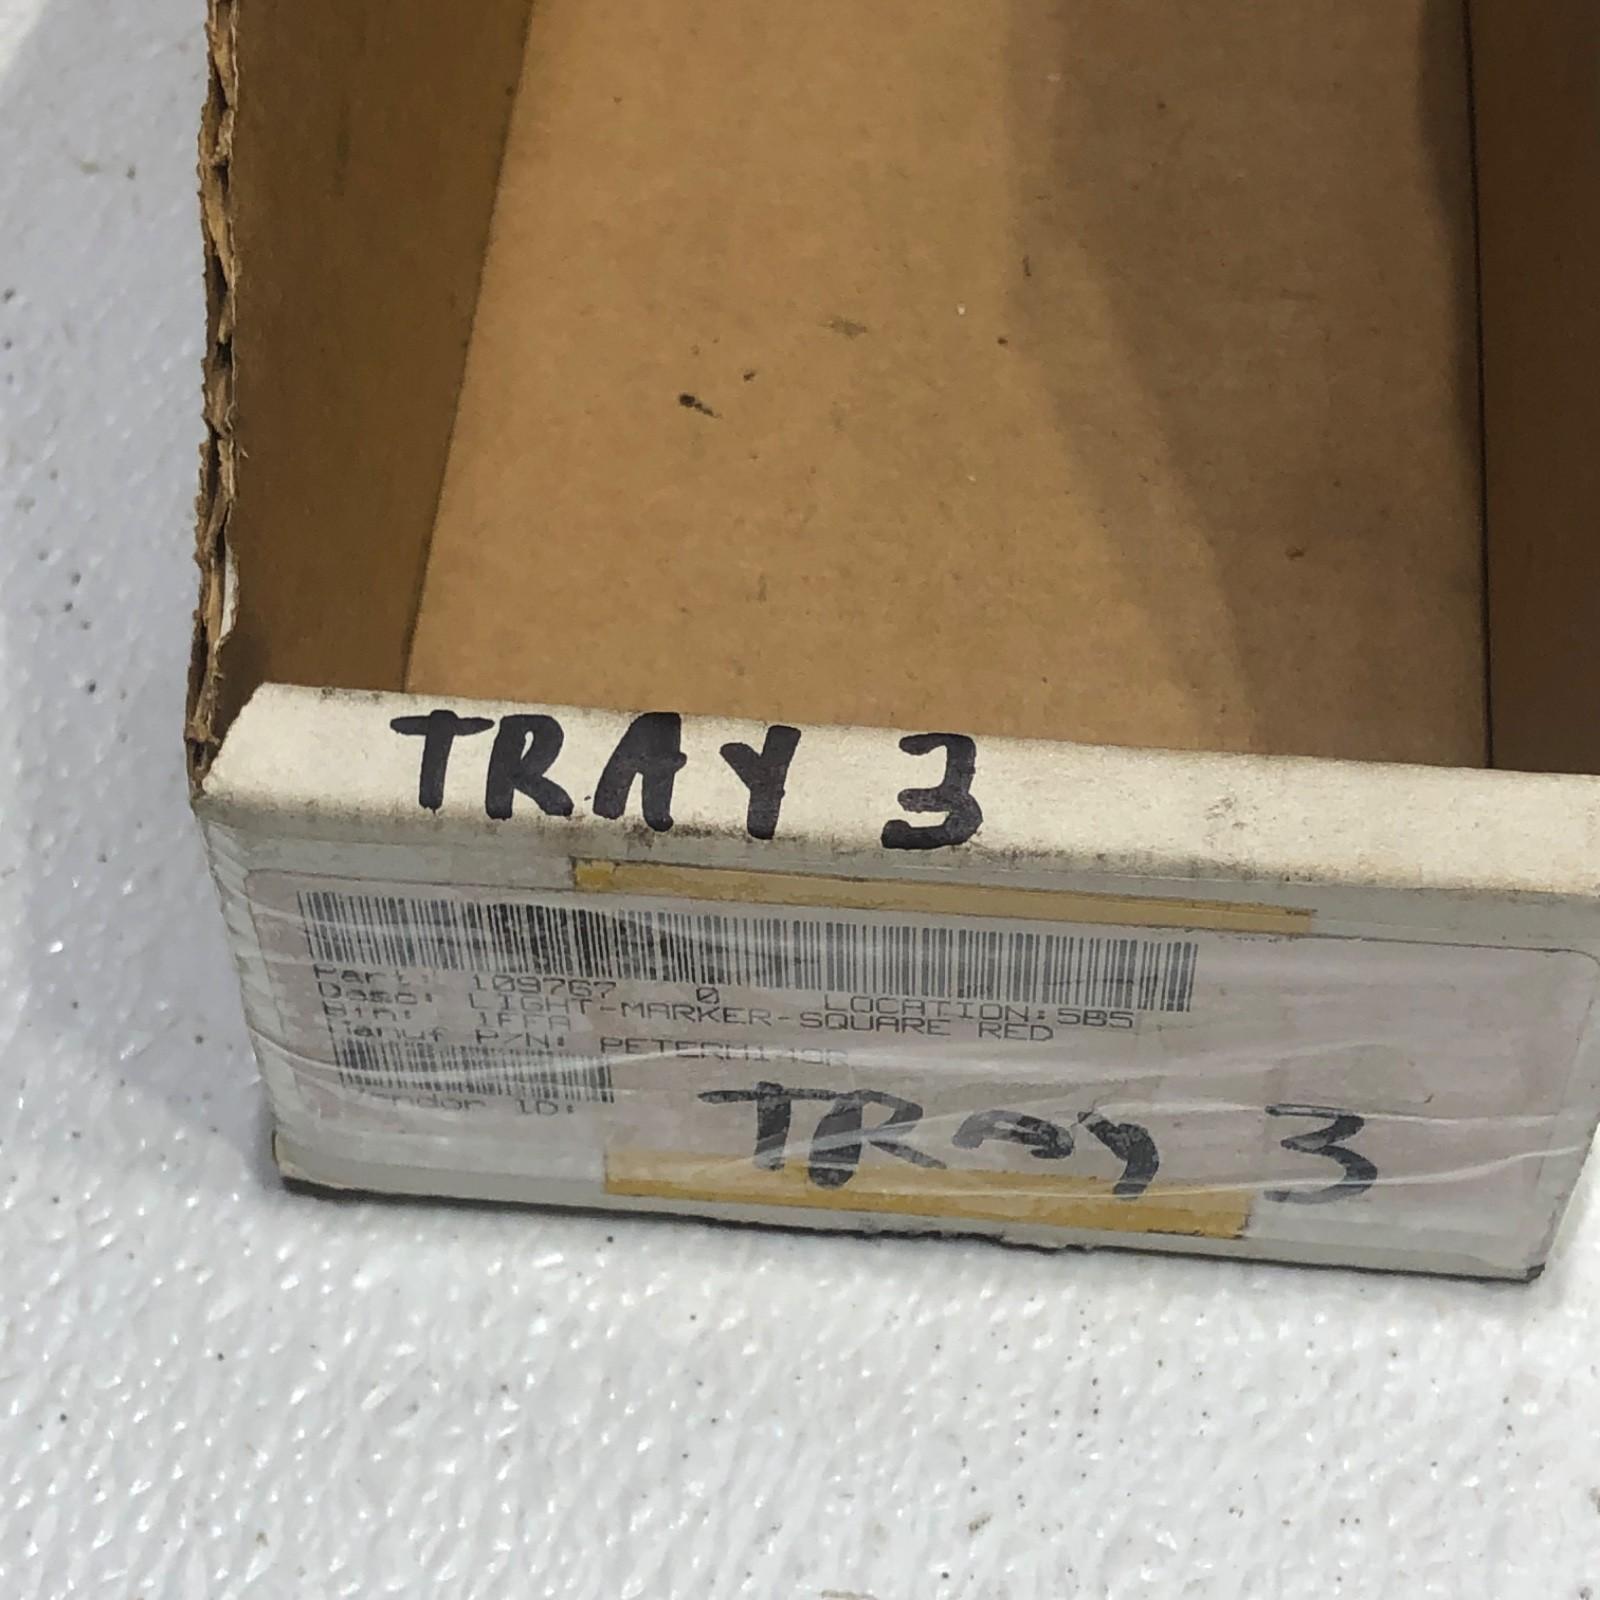 TRAY 3
Part: 109767 0 LOCATION:5B5
Desc: LIGHT-MARKER-SQUARE RED
Bin: 1FFA
Manuf P/N:
Vendor ID:
TRAY 3